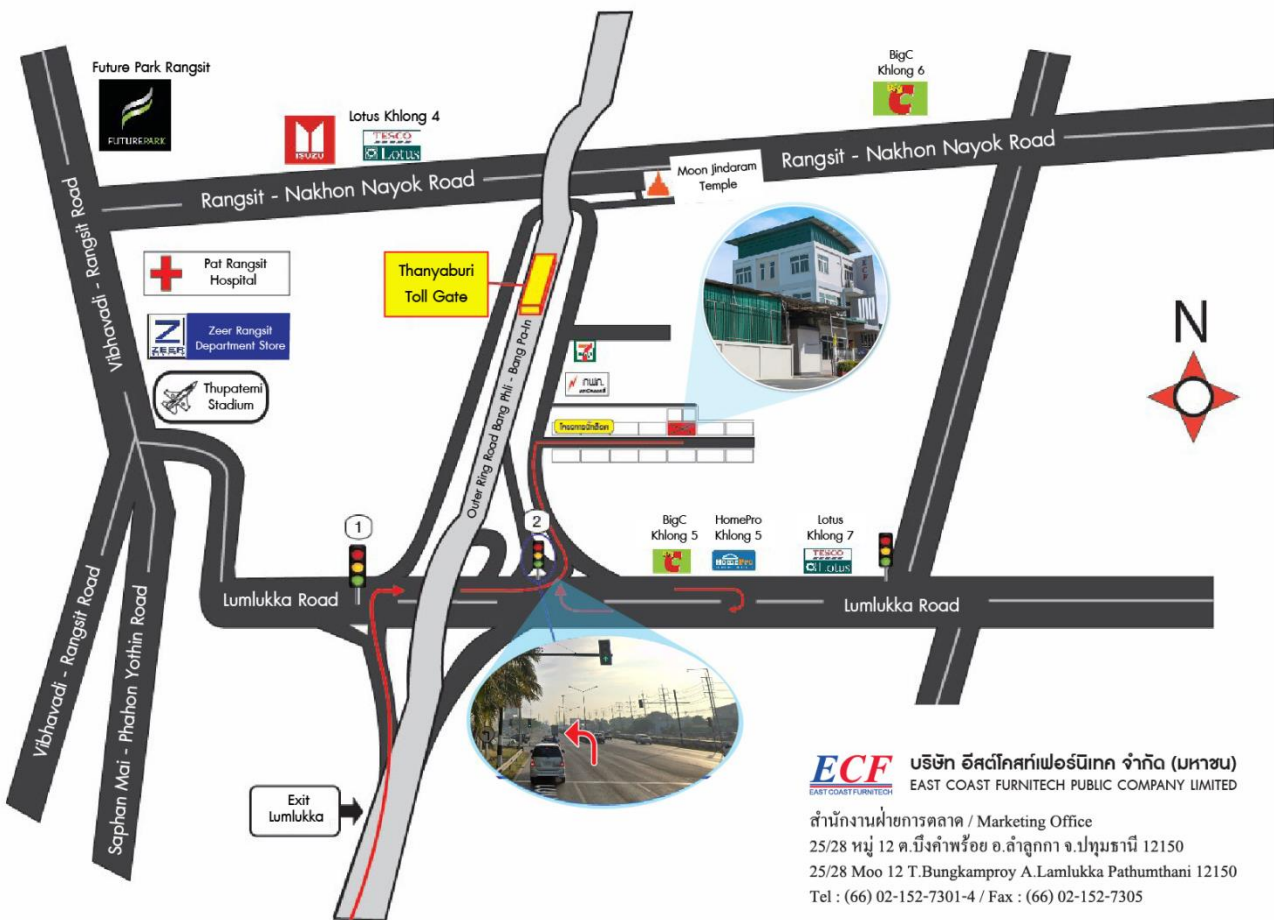 Future Park Rangsit
FUTUREPARK
ISUZU
Lotus Khlong 4
TESCO
Lotus
BigC
Khlong 6
Rangsit - Nakhon Nayok Road
Rangsit - Nakhon Nayok Road
Moon Jindaram
Temple
Vibhavadi - Rangsit Road
Pat Rangsit
Hospital
Thanyaburi
Toll Gate
ECF
Z
ZEER
Zeer Rangsit
Department Store
Thupatemi
Stadium
Outer Ring Road Bang Phli - Bang Pa-In
7
กฟภ.
N
1
2
BigC
Khlong 5
HomePro
Khlong 5
HomePro
Lotus
Khlong 7
TESCO
Lotus
Lumlukka Road
Lumlukka Road
Vibhavadi - Rangsit Road
Saphan Mai - Phahon Yothin Road
Exit
Lumlukka
ECF
EAST COAST FURNITECH
บริษัท อีสต์โคสท์เฟอร์นิเทค จำกัด (มหาชน)
EAST COAST FURNITECH PUBLIC COMPANY LIMITED
สำนักงานฝ่ายการตลาด / Marketing Office
25/28 หมู่ 12 ต.บึงคำพร้อย อ.ลำลูกกา จ.ปทุมธานี 12150
25/28 Moo 12 T.Bungkamproy A.Lamlukka Pathumthani 12150
Tel : (66) 02-152-7301-4 / Fax : (66) 02-152-7305